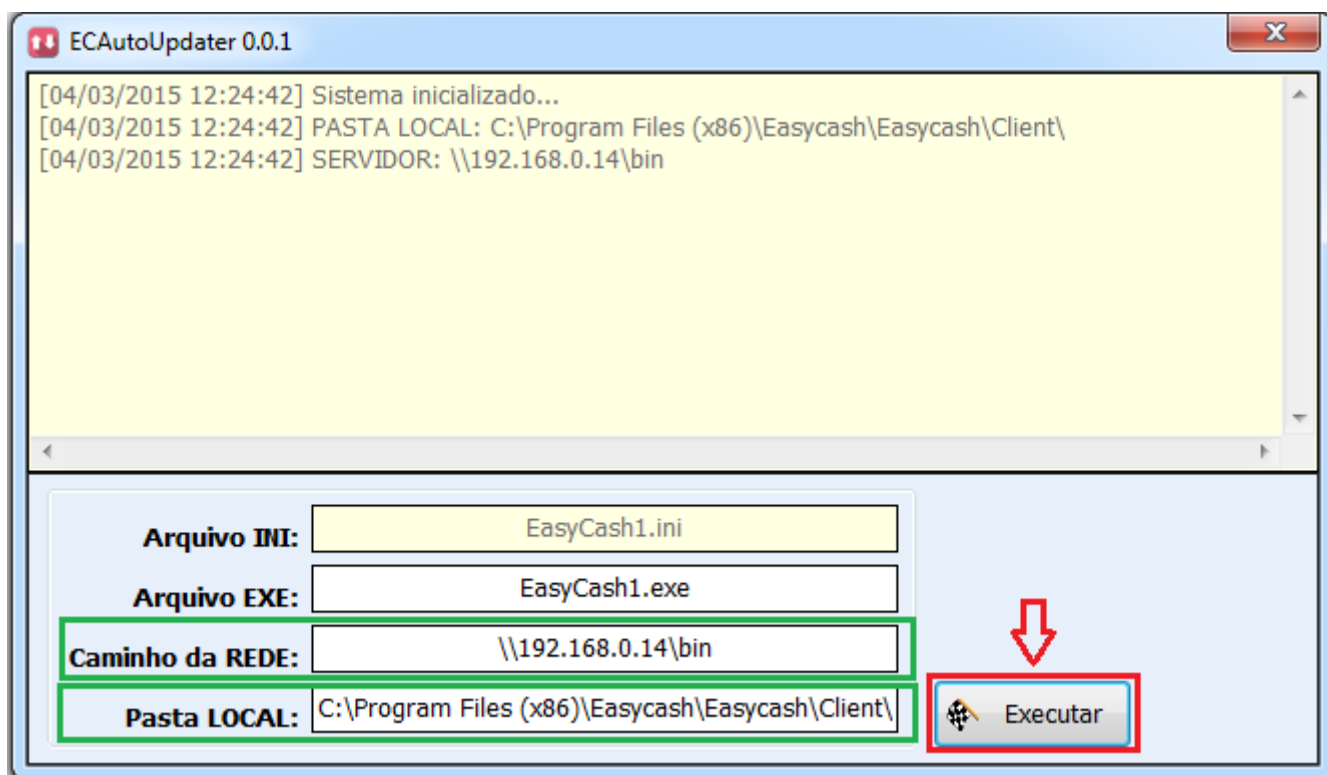 ECAutoUpdater 0.0.1
[04/03/2015 12:24:42] Sistema inicializado...
[04/03/2015 12:24:42] PASTA LOCAL: C:\Program Files (x86)\Easycash\Easycash\Client\
[04/03/2015 12:24:42] SERVIDOR: \\192.168.0.14\bin
Arquivo INI: EasyCash1.ini
Arquivo EXE: EasyCash1.exe
Caminho da REDE: \\192.168.0.14\bin
Pasta LOCAL: C:\Program Files (x86)\Easycash\Easycash\Client\
Executar